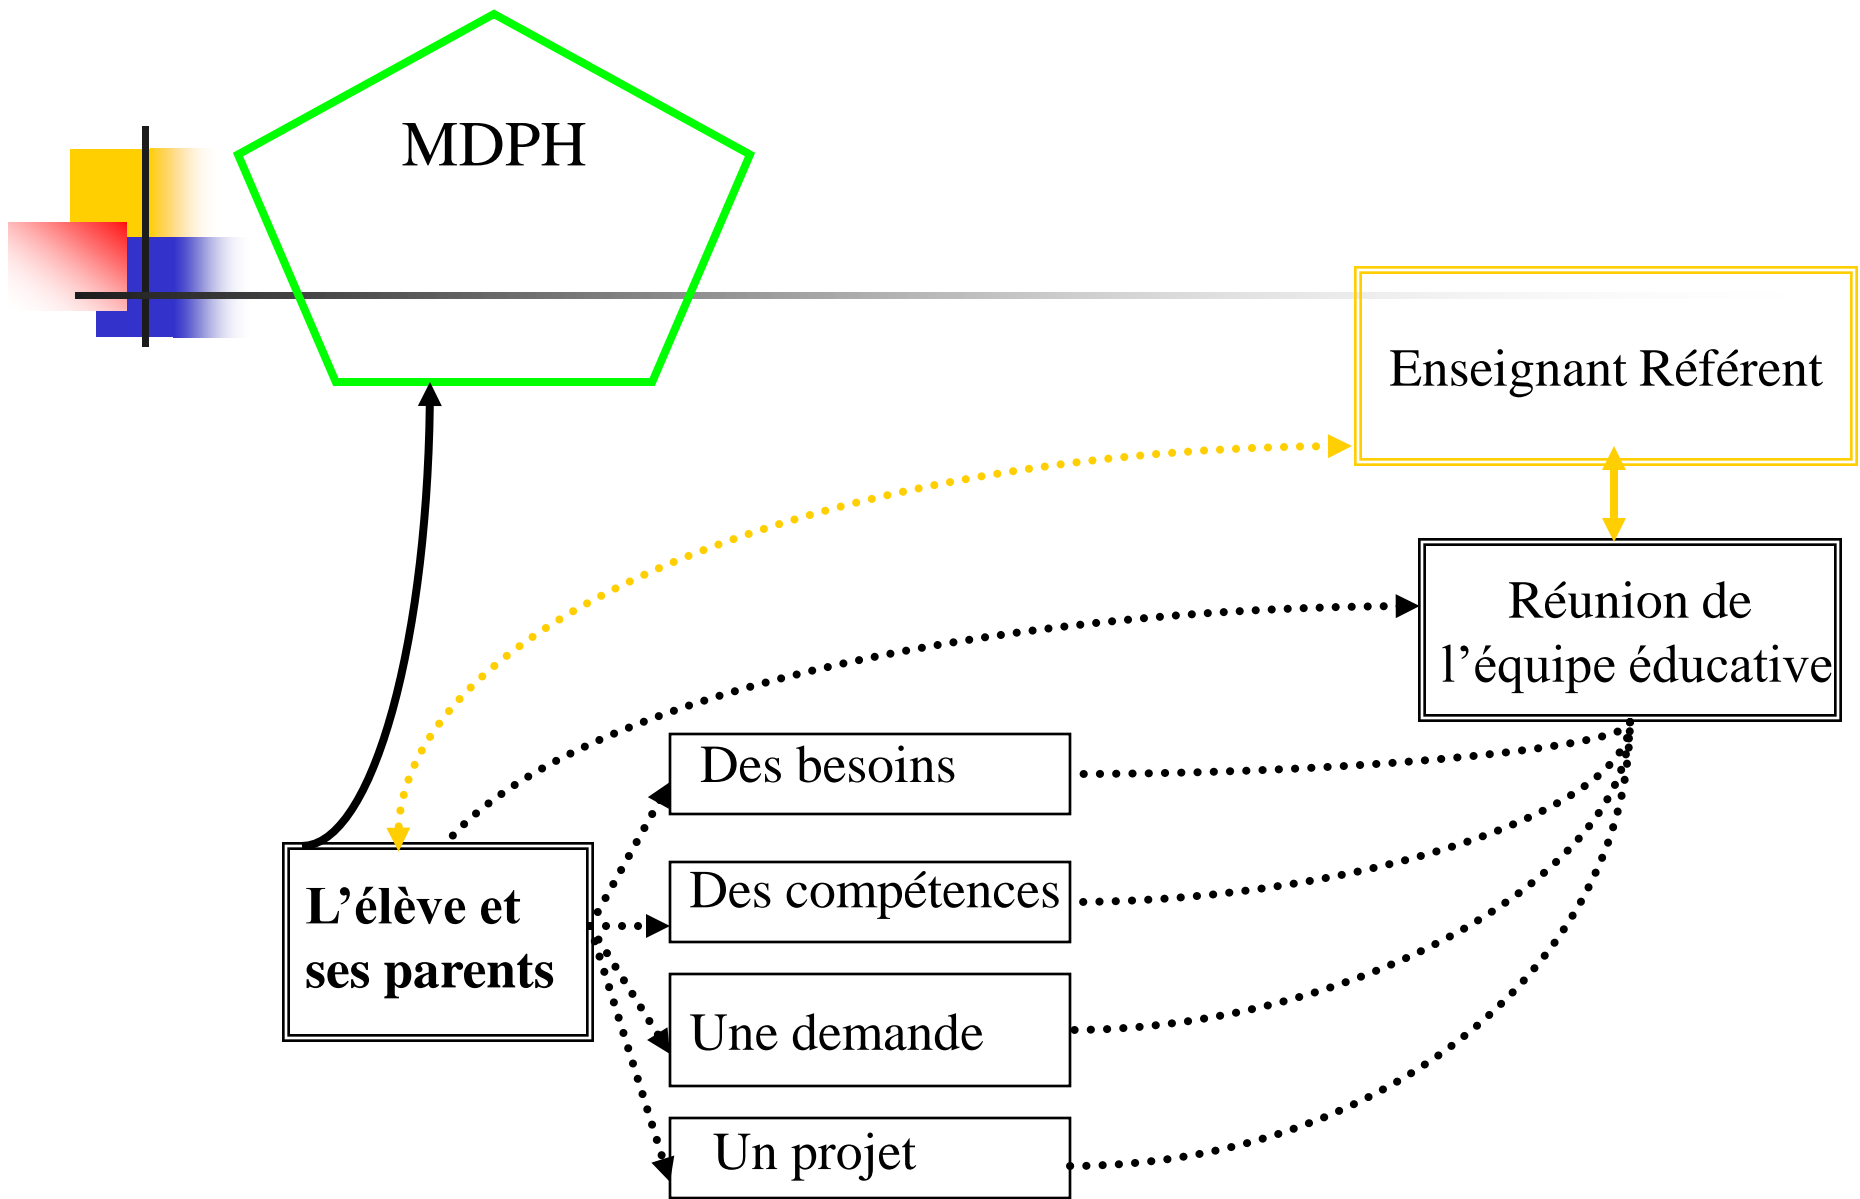 MDPH
Enseignant Référent
Réunion de
l’équipe éducative
Des besoins
Des compétences
L’élève et
ses parents
Une demande
Un projet